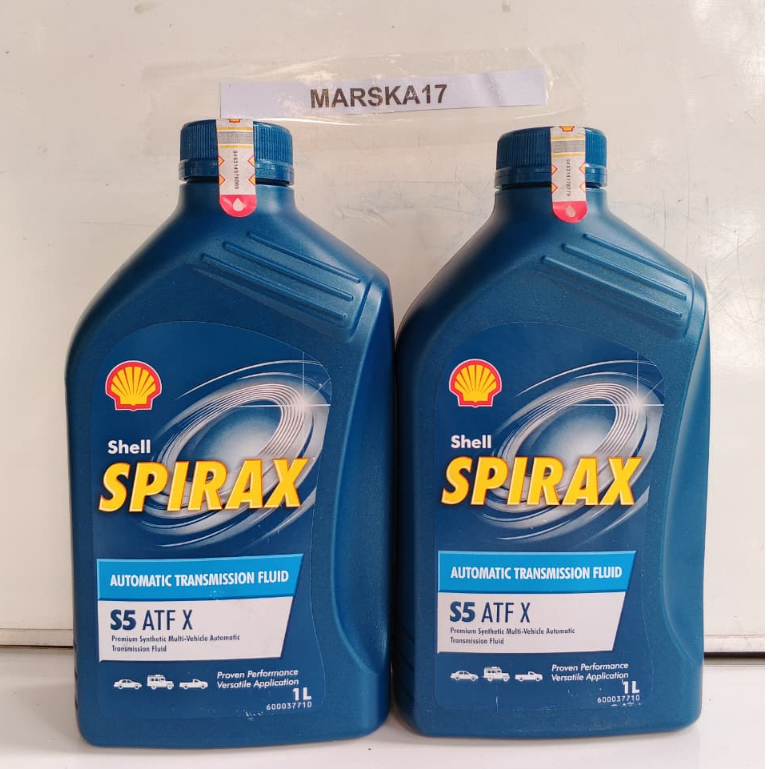 MARSKA17
Shell
SPIRAX
AUTOMATIC TRANSMISSION FLUID
S5 ATF X
Premium Synthetic Multi-Vehicle Automatic
Transmission Fluid
Proven Performance
Versatile Application
1L
600037710
Shell
SPIRAX
AUTOMATIC TRANSMISSION FLUID
S5 ATF X
Premium Synthetic Multi-Vehicle Automatic
Transmission Fluid
Proven Performance
Versatile Application
1L
600037710